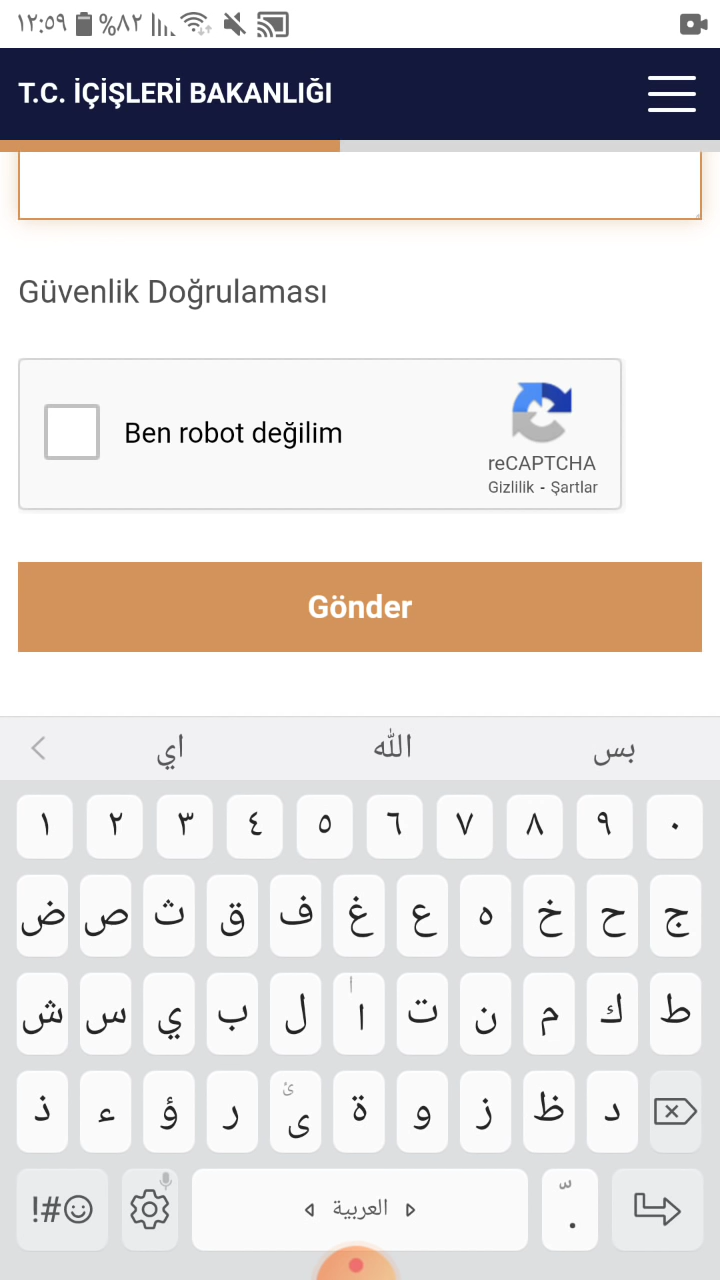 ١٢:٥٩ %٨٢
T.C. İÇİŞLERİ BAKANLIĞI
Güvenlik Doğrulaması
Ben robot değilim
reCAPTCHA
Gizlilik - Şartlar
Gönder
بس الله اي
١ ٢ ٣ ٤ ٥ ٦ ٧ ٨ ٩ ٠
ض ص ث ق ف غ ع ه خ ح ج
ش س ي ب ل ا أ ت ن م ك ط
ذ ء ؤ ر ى ئ ة و ز ظ د
!#☺ العربية . ّ